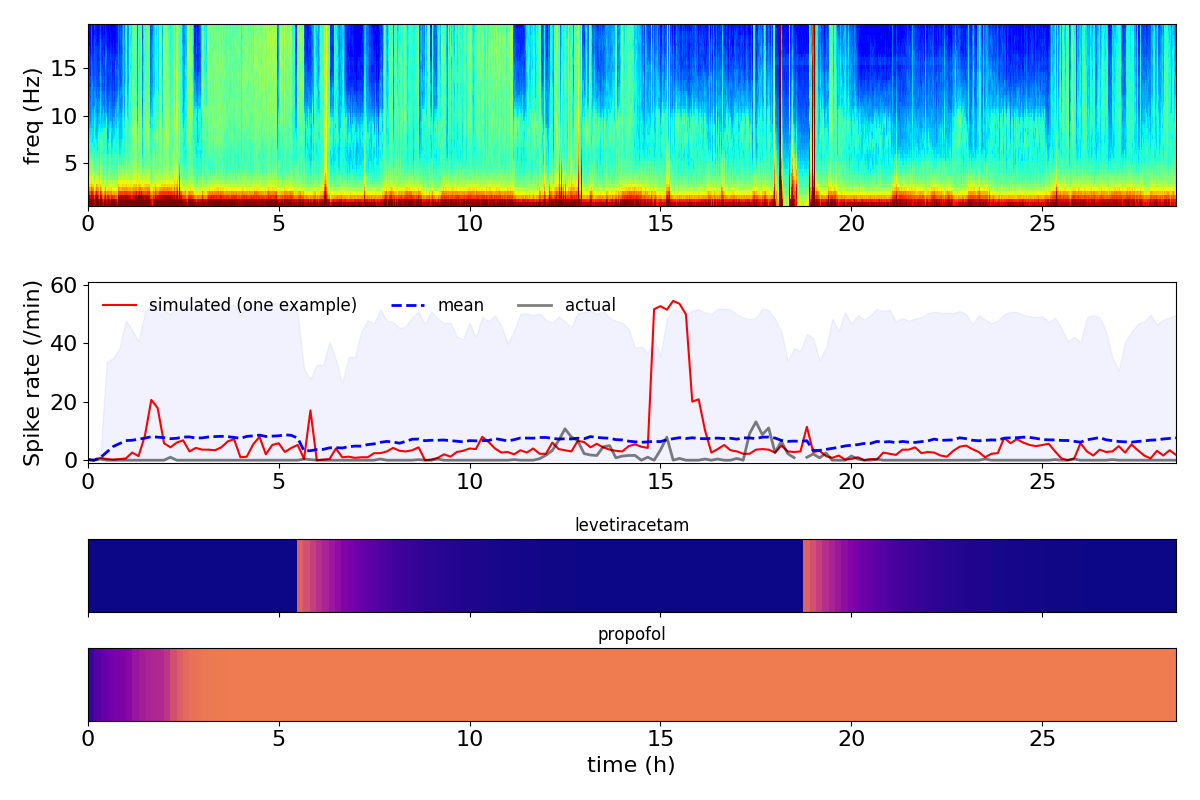 15
10
5
freq (Hz)
0 5 10 15 20 25
60
40
20
0
Spike rate (/min)
simulated (one example) mean actual
0 5 10 15 20 25
levetiracetam
propofol
0 5 10 15 20 25
time (h)